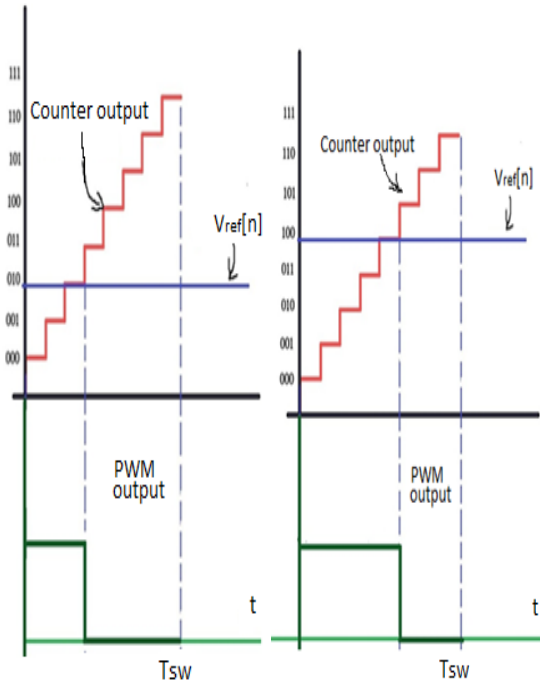 111
110
Counter output
101
100
Vref[n]
011
010
001
000
PWM
output
t
Tsw
111
110
Counter output
101
Vref[n]
100
011
010
001
000
PWM
output
t
Tsw